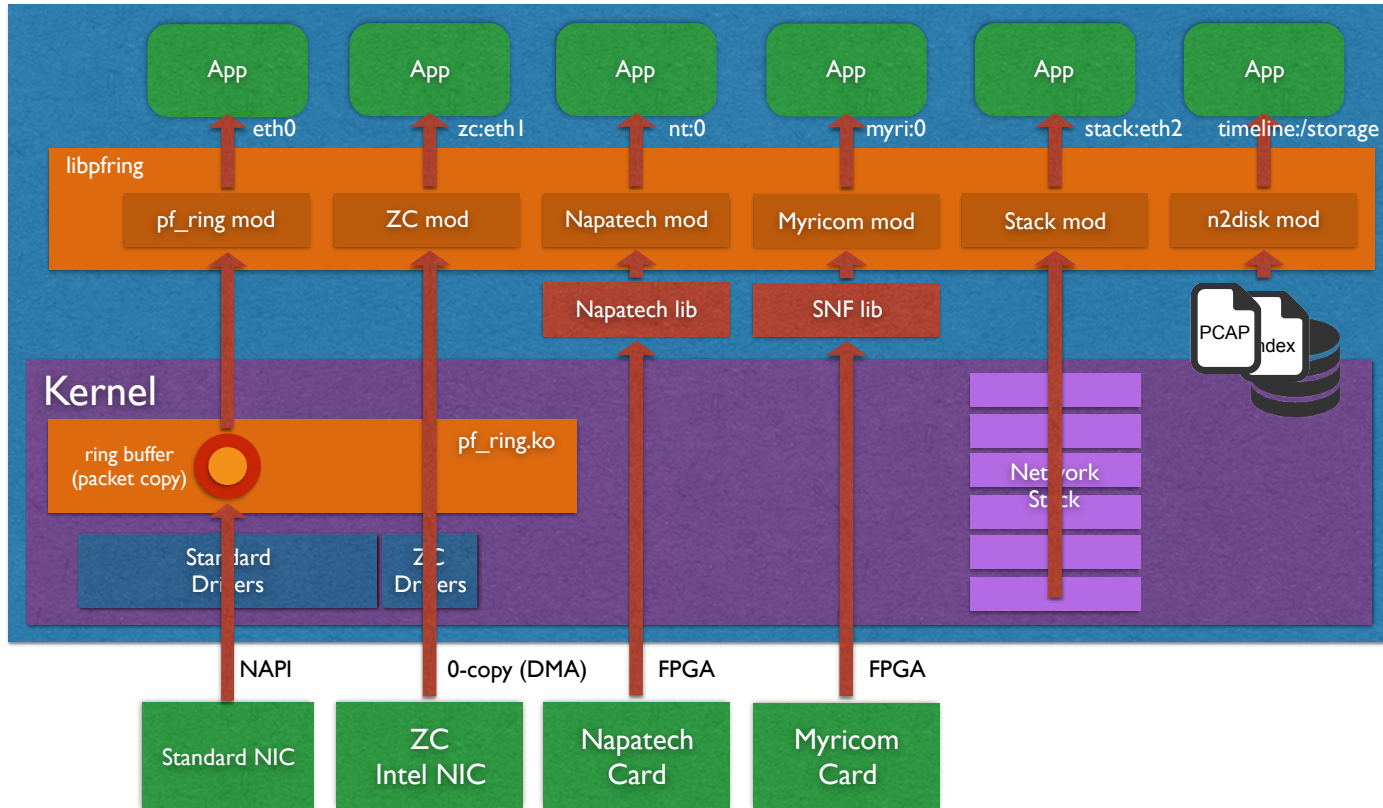 App
App
App
App
App
App
eth0
zc:eth1
nt:0
myri:0
stack:eth2
timeline:/storage
libpfring
pf_ring mod
ZC mod
Napatech mod
Myricom mod
Stack mod
n2disk mod
Napatech lib
SNF lib
PCAP
ndex
Kernel
pf_ring.ko
ring buffer
(packet copy)
Network
Stack
Standard
Drivers
ZC
Drivers
NAPI
0-copy (DMA)
FPGA
FPGA
Standard NIC
ZC
Intel NIC
Napatech
Card
Myricom
Card